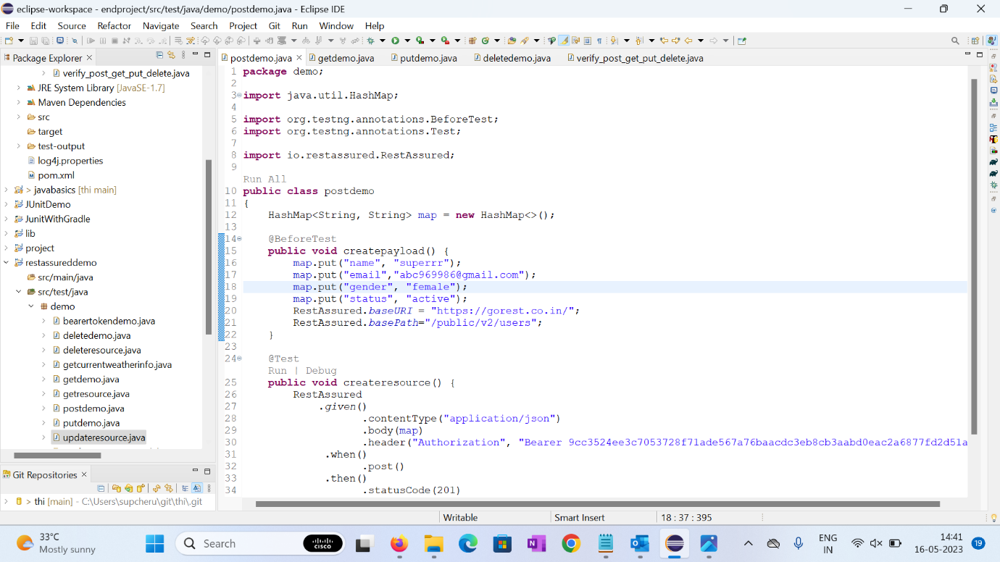 eclipse-workspace - endproject/src/test/java/demo/postdemo.java - Eclipse IDE
File Edit Source Refactor Navigate Search Project Git Run Window Help
Package Explorer
postdemo.java getdemo.java putdemo.java deletedemo.java verify_post_get_put_delete.java
verify_post_get_put_delete.java
JRE System Library [JavaSE-1.7]
Maven Dependencies
src
target
test-output
log4j.properties
pom.xml
> javabasics [thi main]
JUnitDemo
JunitWithGradle
lib
project
restassureddemo
src/main/java
src/test/java
demo
bearertokendemo.java
deletedemo.java
deleteresource.java
getcurrentweatherinfo.java
getdemo.java
getresource.java
postdemo.java
putdemo.java
updateresource.java
Git Repositories
> thi [main] - C:\Users\supcheru\git\thi\.git
1 package demo;
2
3 import java.util.HashMap;
4
5 import org.testng.annotations.BeforeTest;
6 import org.testng.annotations.Test;
7
8 import io.restassured.RestAssured;
9
Run All
10 public class postdemo
11 {
12 HashMap<String, String> map = new HashMap<>();
13
14 @BeforeTest
15 public void createpayload() {
16 map.put("name", "superrr");
17 map.put("email","abc969986@gmail.com");
18 map.put("gender", "female");
19 map.put("status", "active");
20 RestAssured.baseURI = "https://gorest.co.in/";
21 RestAssured.basePath="/public/v2/users";
22 }
23
24 @Test
Run | Debug
25 public void createresource() {
26 RestAssured
27 .given()
28 .contentType("application/json")
29 .body(map)
30 .header("Authorization", "Bearer 9cc3524ee3c7053728f71ade567a76baacdc3eb8cb3aabd0eac2a6877fd2d51a
31 .when()
32 .post()
33 .then()
34 .statusCode(201)
Writable Smart Insert 18 : 37 : 395
33°C
Mostly sunny
Search
cisco
ENG
IN
14:41
16-05-2023
19